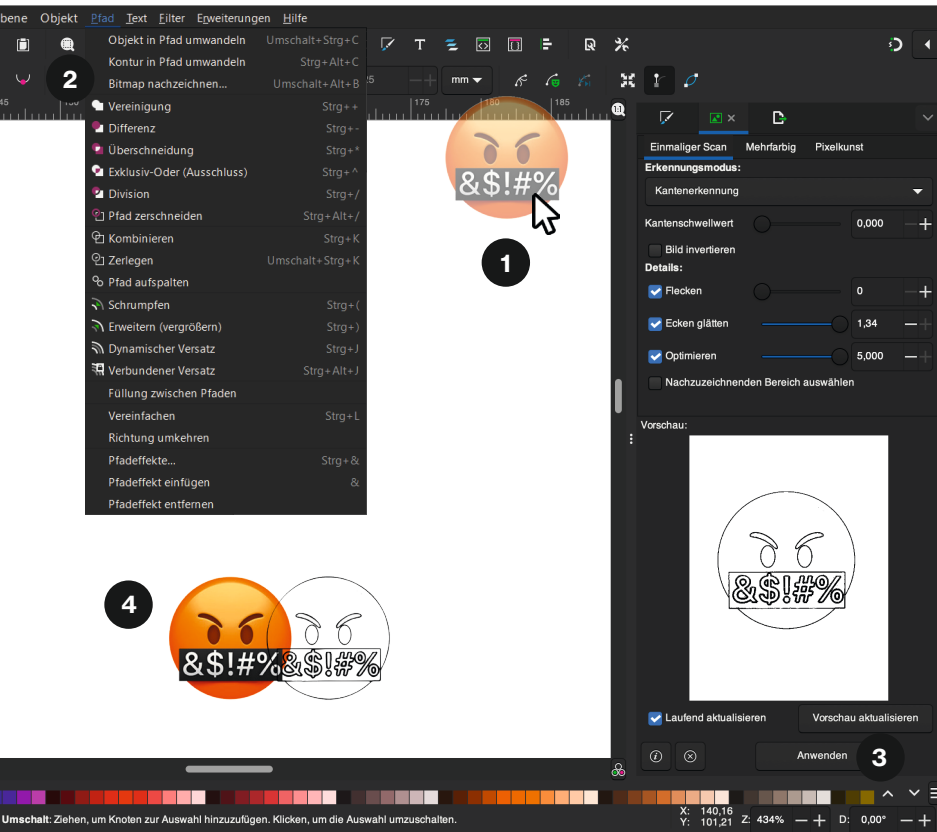 bene Objekt Pfad Text Filter Erweiterungen Hilfe
Objekt in Pfad umwandeln Umschalt+Strg+C
Kontur in Pfad umwandeln Strg+Alt+C
Bitmap nachzeichnen... Umschalt+Alt+B
Vereinigung Strg++
Differenz Strg+-
Überschneidung Strg+*
Exklusiv-Oder (Ausschluss) Strg+^
Division Strg+/
Pfad zerschneiden Strg+Alt+/
Kombinieren Strg+K
Zerlegen Umschalt+Strg+K
Pfad aufspalten
Schrumpfen Strg+(
Erweitern (vergrößern) Strg+)
Dynamischer Versatz Strg+J
Verbundener Versatz Strg+Alt+J
Füllung zwischen Pfaden
Vereinfachen Strg+L
Richtung umkehren
Pfadeffekte... Strg+&
Pfadeffekt einfügen &
Pfadeffekt entfernen
2
mm
175 180 185
&$!#%
1
4
&$!#%
&$!#%
Einmaliger Scan Mehrfarbig Pixelkunst
Erkennungsmodus:
Kantenerkennung
Kantenschwellwert 0,000
Bild invertieren
Details:
Flecken 0
Ecken glätten 1,34
Optimieren 5,000
Nachzuzeichnenden Bereich auswählen
Vorschau:
&$!#%
Laufend aktualisieren Vorschau aktualisieren
Anwenden 3
Umschalt: Ziehen, um Knoten zur Auswahl hinzuzufügen. Klicken, um die Auswahl umzuschalten.
X: 140,16
Y: 101,21
Z: 434%
D: 0,00°